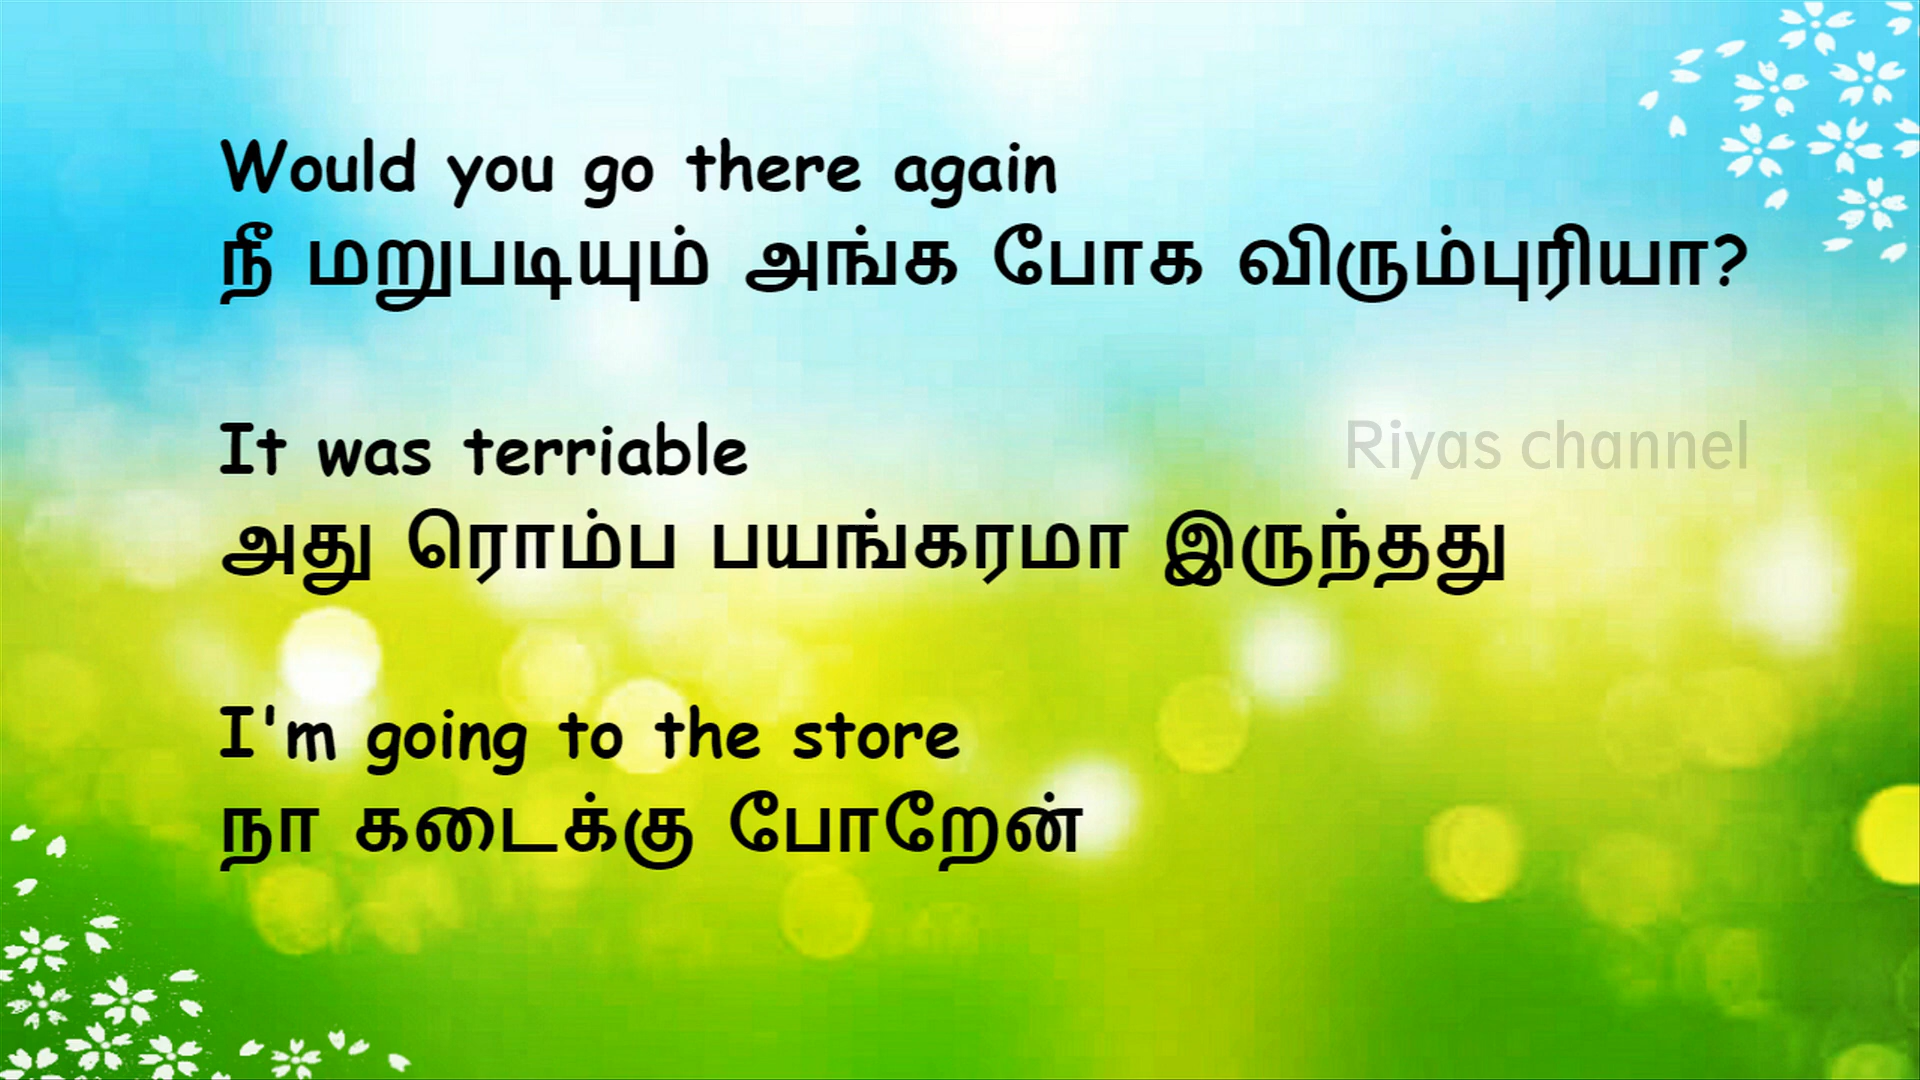 Would you go there again
நீ மறுபடியும் அங்க போக விரும்புரியா?
It was terriable
Riyas channel
அது ரொம்ப பயங்கரமா இருந்தது
I'm going to the store
நா கடைக்கு போறேன்